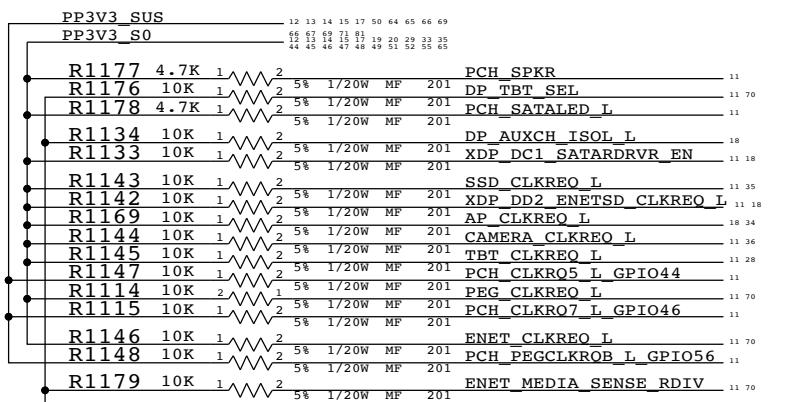 PP3V3_SUS 12 13 14 15 17 50 64 65 66 69
PP3V3_S0 66 67 69 71 81
12 13 14 15 17 19 20 29 33 35
44 45 46 47 48 49 51 52 55 65
R1177 4.7K 1 2 5% 1/20W MF 201 PCH_SPKR 11
R1176 10K 1 2 5% 1/20W MF 201 DP_TBT_SEL 11 70
R1178 4.7K 1 2 5% 1/20W MF 201 PCH_SATALED_L 11
R1134 10K 1 2 5% 1/20W MF 201 DP_AUXCH_ISOL_L 18
R1133 10K 1 2 5% 1/20W MF 201 XDP_DC1_SATARDRVR_EN 11 18
R1143 10K 1 2 5% 1/20W MF 201 SSD_CLKREQ_L 11 35
R1142 10K 1 2 5% 1/20W MF 201 XDP_DD2_ENETSD_CLKREQ_L 11 18
R1169 10K 1 2 5% 1/20W MF 201 AP_CLKREQ_L 18 34
R1144 10K 1 2 5% 1/20W MF 201 CAMERA_CLKREQ_L 11 36
R1145 10K 1 2 5% 1/20W MF 201 TBT_CLKREQ_L 11 28
R1147 10K 1 2 5% 1/20W MF 201 PCH_CLKRQ5_L_GPIO44 11
R1114 10K 2 1 5% 1/20W MF 201 PEG_CLKREQ_L 11 70
R1115 10K 1 2 5% 1/20W MF 201 PCH_CLKRQ7_L_GPIO46 11
R1146 10K 1 2 5% 1/20W MF 201 ENET_CLKREQ_L 11 70
R1148 10K 1 2 5% 1/20W MF 201 PCH_PEGCLKRQB_L_GPIO56 11
R1179 10K 1 2 5% 1/20W MF 201 ENET_MEDIA_SENSE_RDIV 11 70